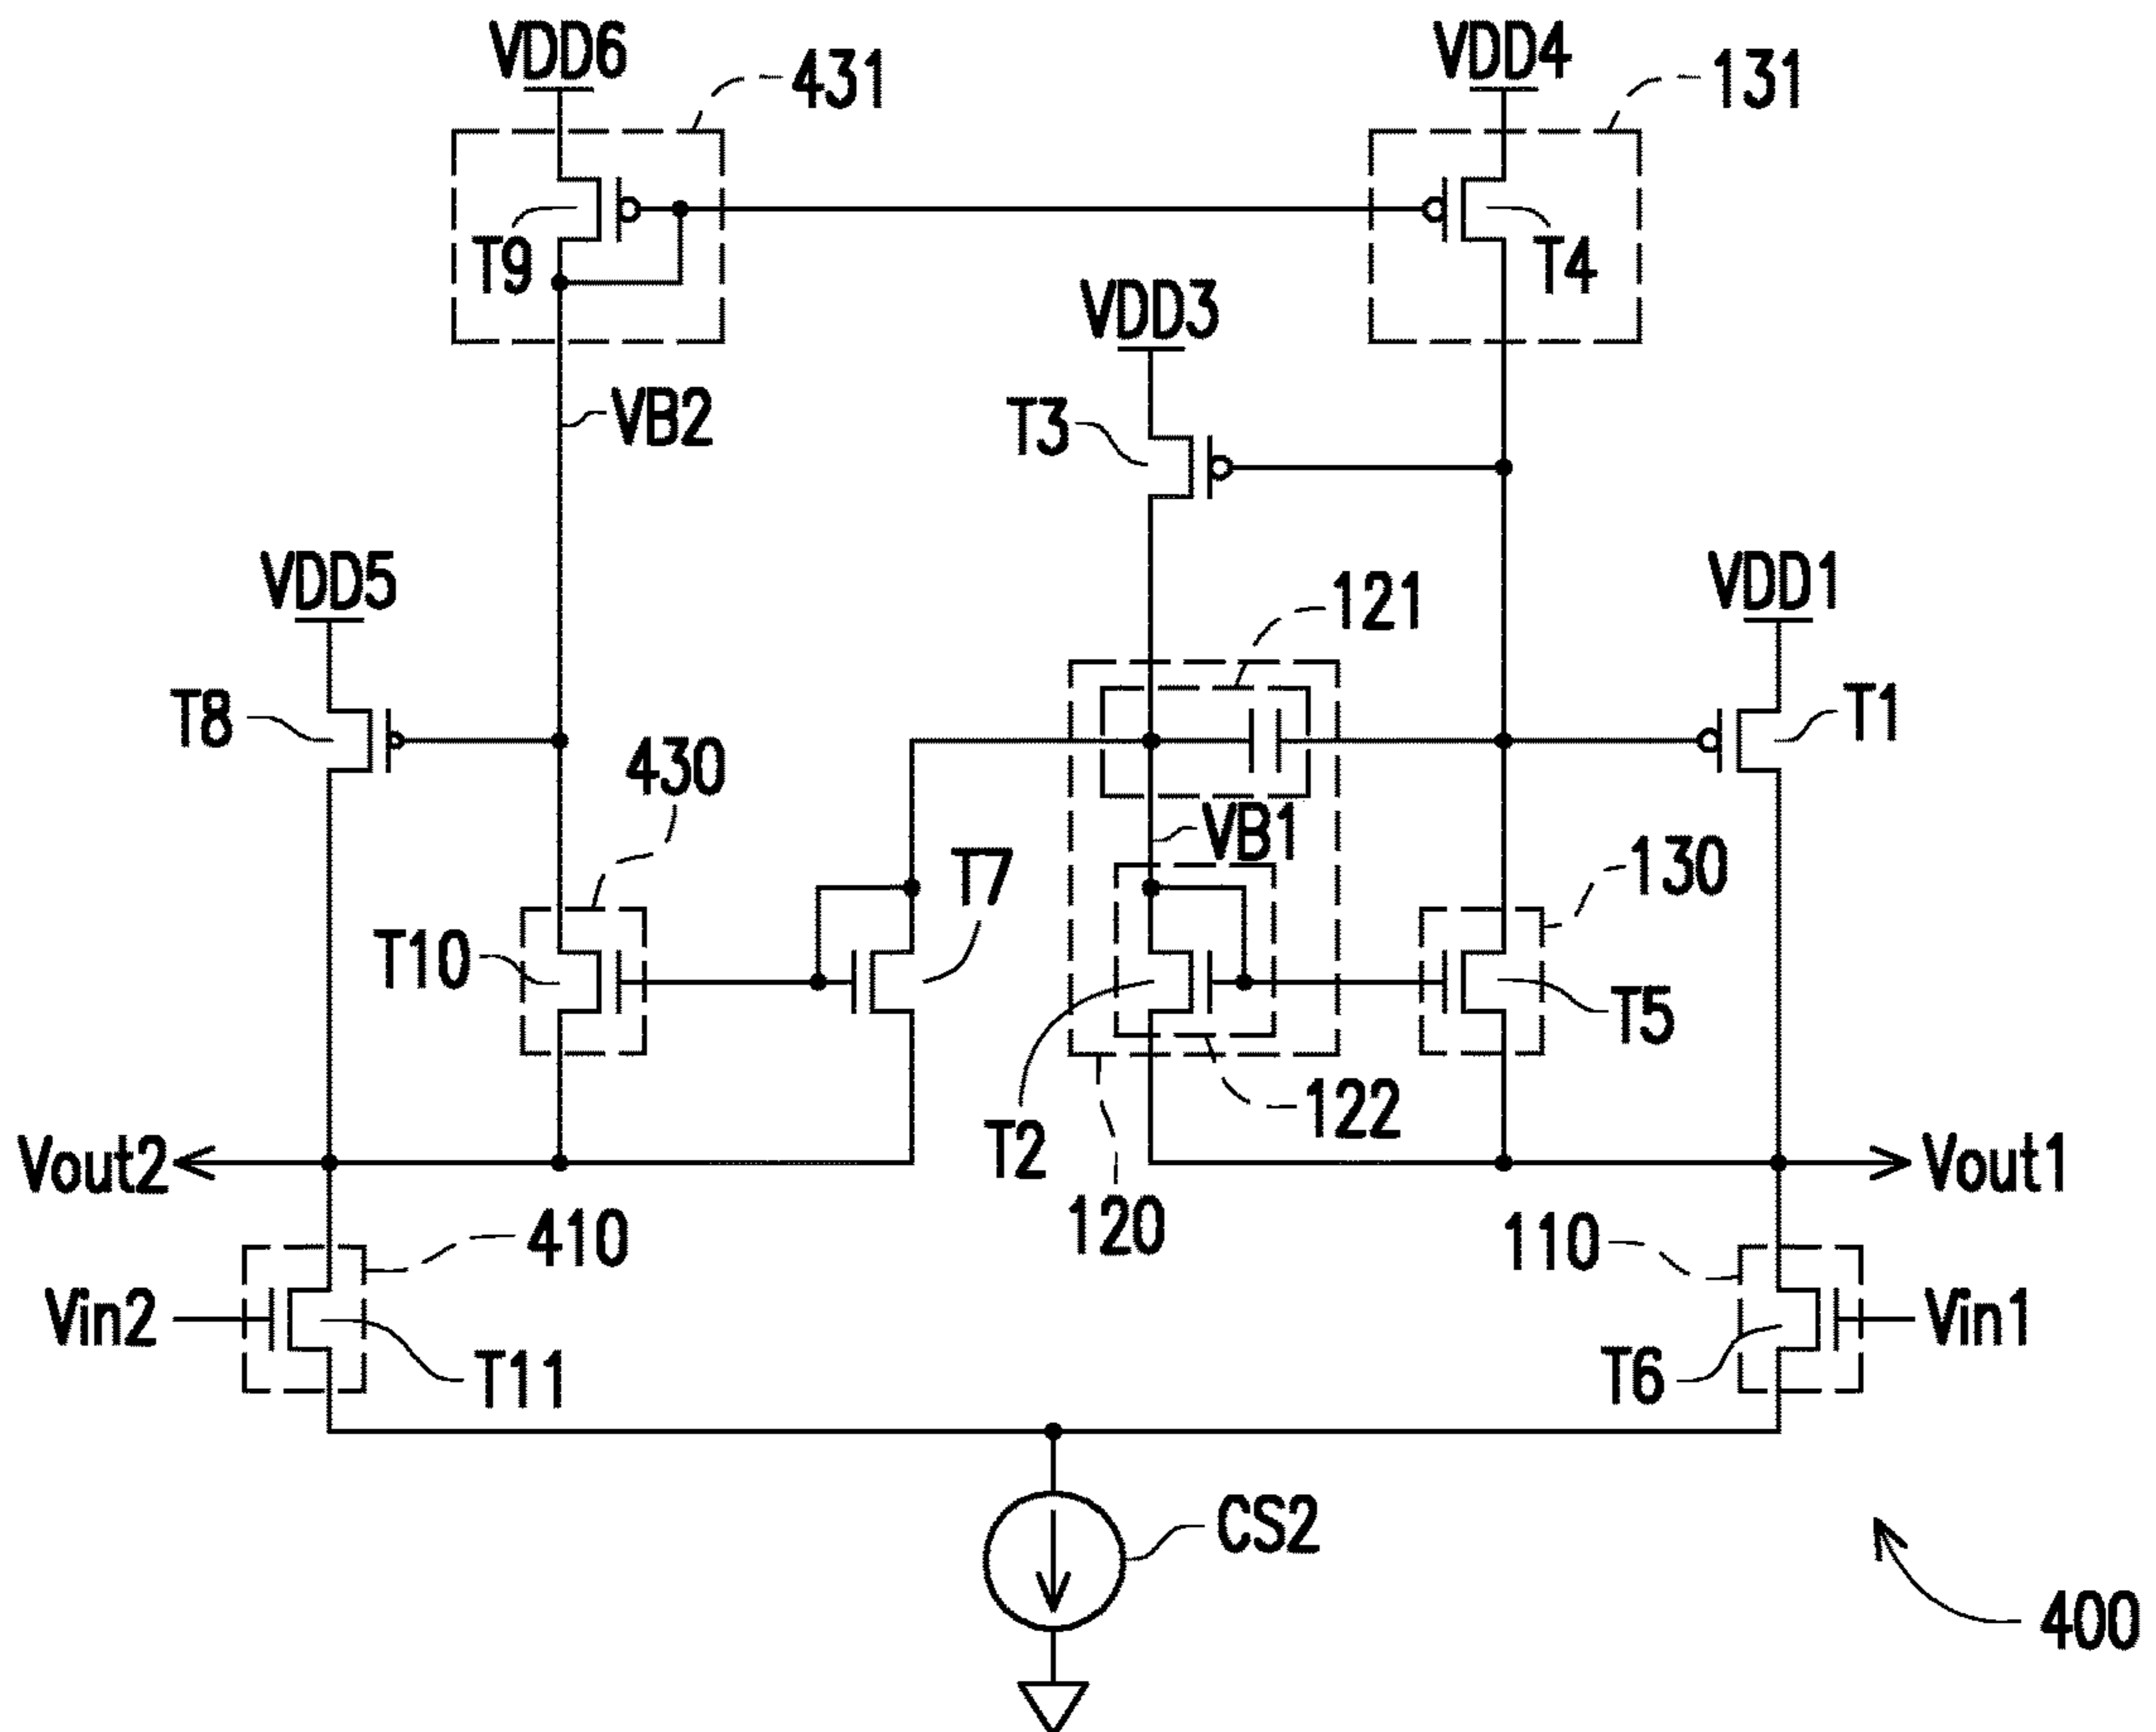 VDD6
VDD4
431
131
T9
T4
VDD3
VB2
T3
VDD5
VDD1
121
T8
T1
430
VB1
130
T7
T10
T5
122
T2
Vout2
Vout1
120
410
110
Vin2
Vin1
T11
T6
CS2
400